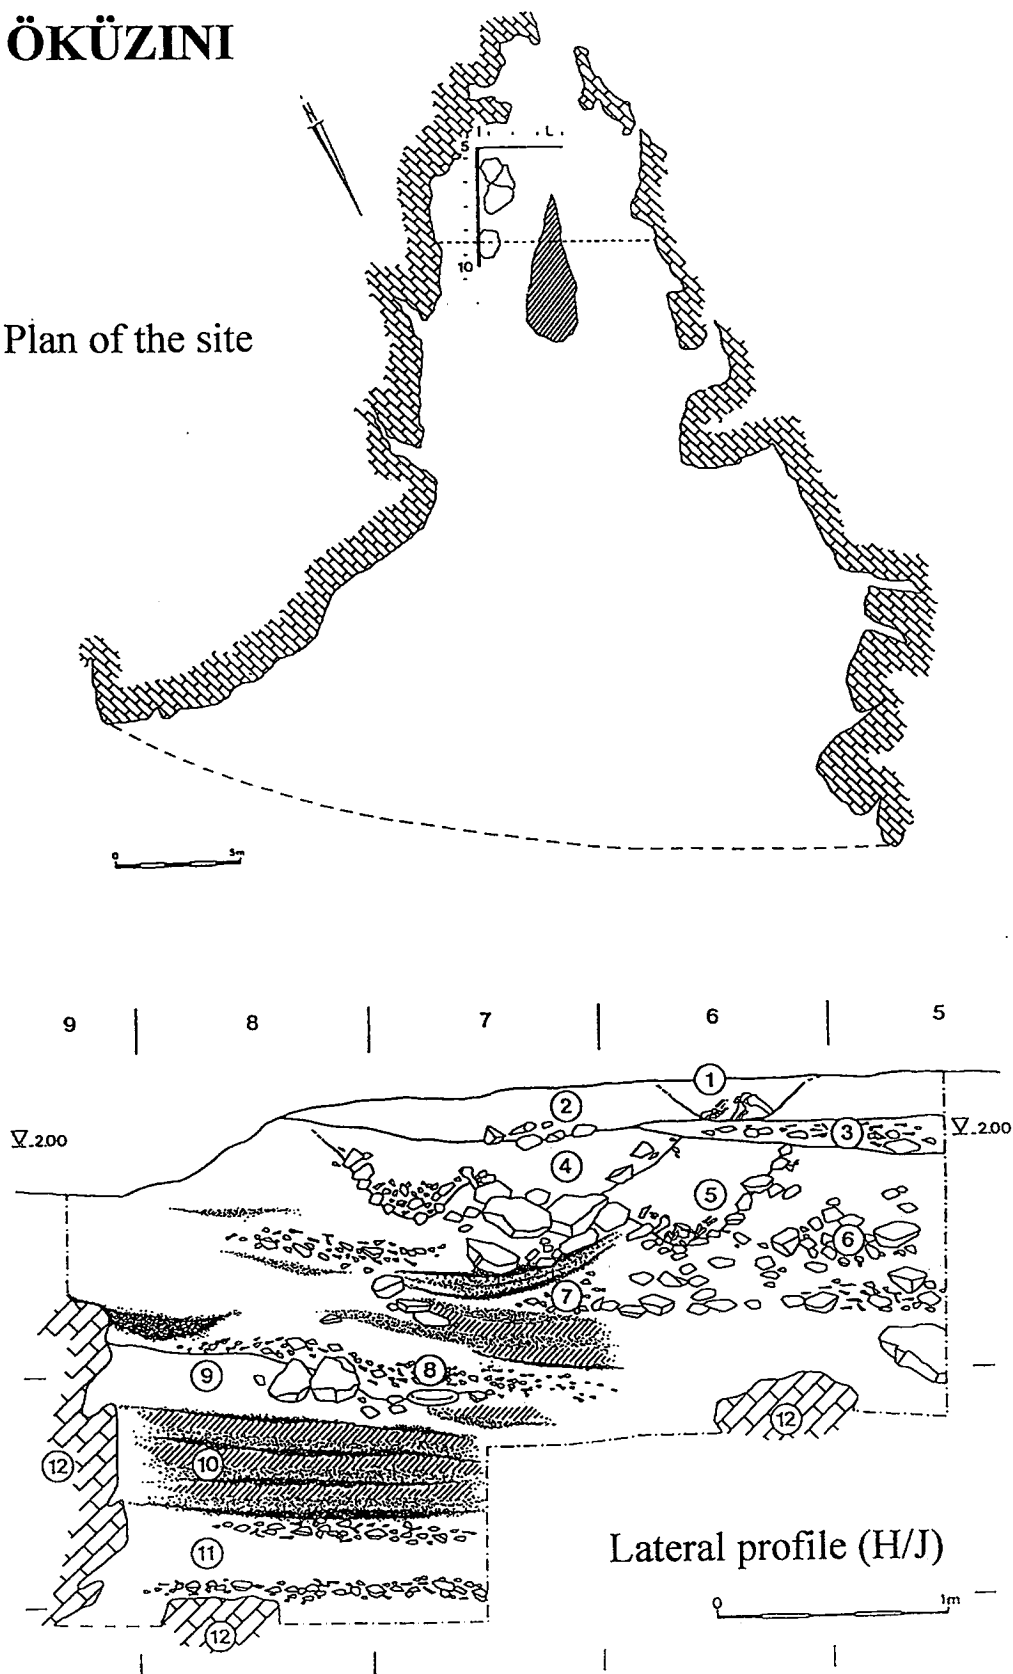 ÖKÜZINI
I L
5
10
Plan of the site
0 5m
9 8 7 6 5
1
2
3
∇-2.00 ∇-2.00
4
5
6
7
8
9
12
12
10
Lateral profile (H/J)
11
0 1m
12